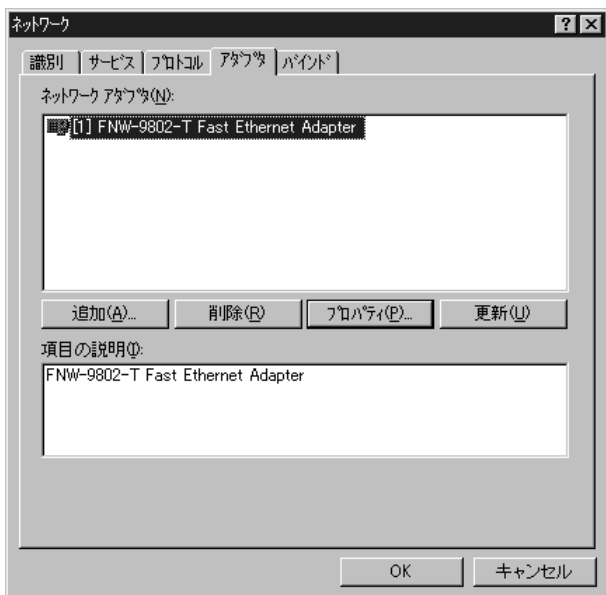 ネットワーク
識別 サービス プロトコル アダプタ バインド
ネットワーク アダプタ(N):
[1] FNW-9802-T Fast Ethernet Adapter
追加(A)... 削除(R) プロパティ(P)... 更新(U)
項目の説明(I):
FNW-9802-T Fast Ethernet Adapter
OK キャンセル